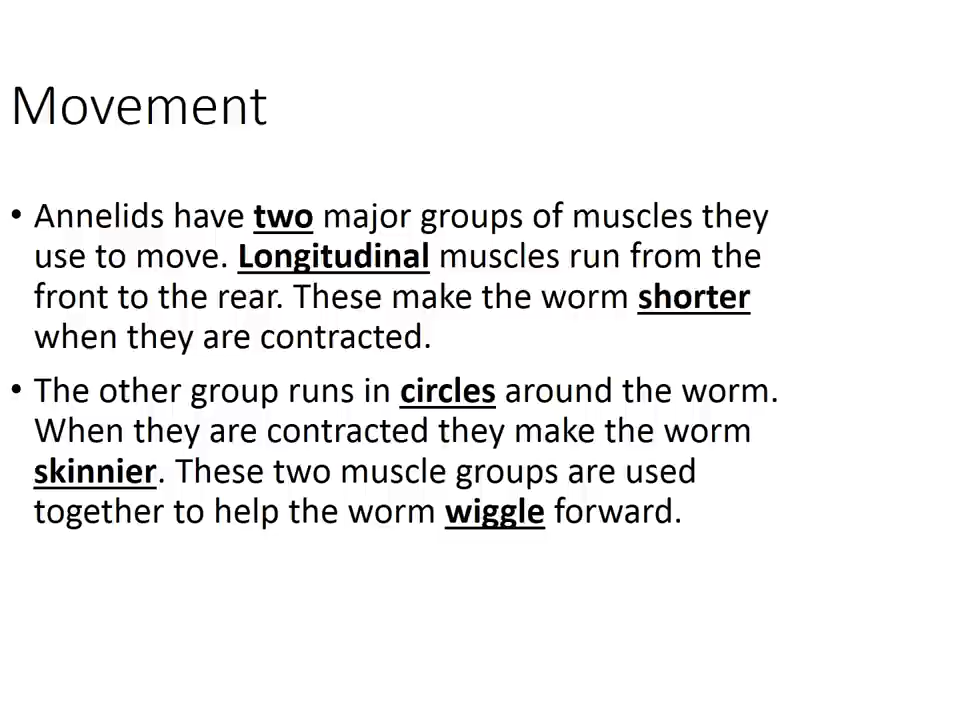 Movement
• Annelids have two major groups of muscles they
use to move. Longitudinal muscles run from the
front to the rear. These make the worm shorter
when they are contracted.
• The other group runs in circles around the worm.
When they are contracted they make the worm
skinnier. These two muscle groups are used
together to help the worm wiggle forward.